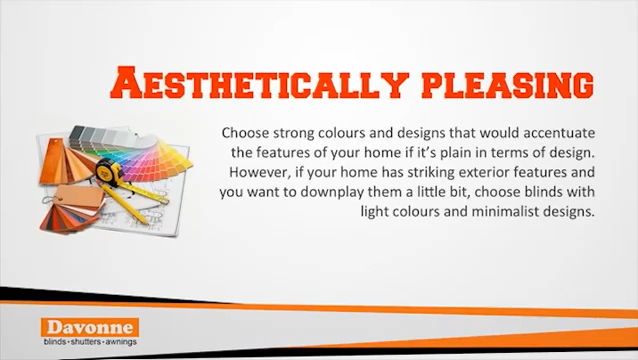 AESTHETICALLY PLEASING
Choose strong colours and designs that would accentuate
the features of your home if it's plain in terms of design.
However, if your home has striking exterior features and
you want to downplay them a little bit, choose blinds with
light colours and minimalist designs.
Davonne
blinds • shutters • awnings